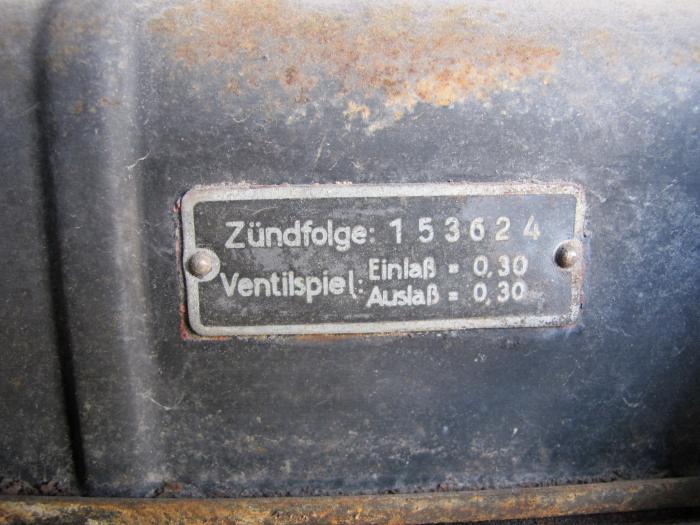 Zündfolge: 1 5 3 6 2 4
Ventilspiel: Einlaß = 0,30
Auslaß = 0,30